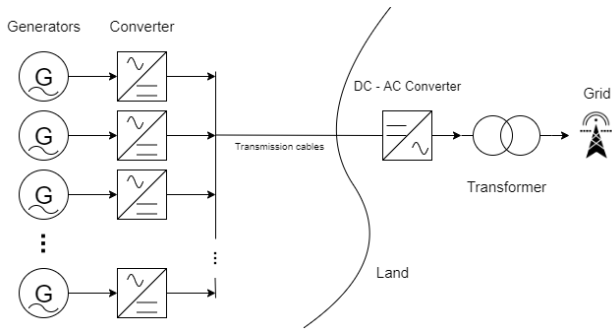 Generators
Converter
G
G
G
G
Transmission cables
DC - AC Converter
Grid
Transformer
Land